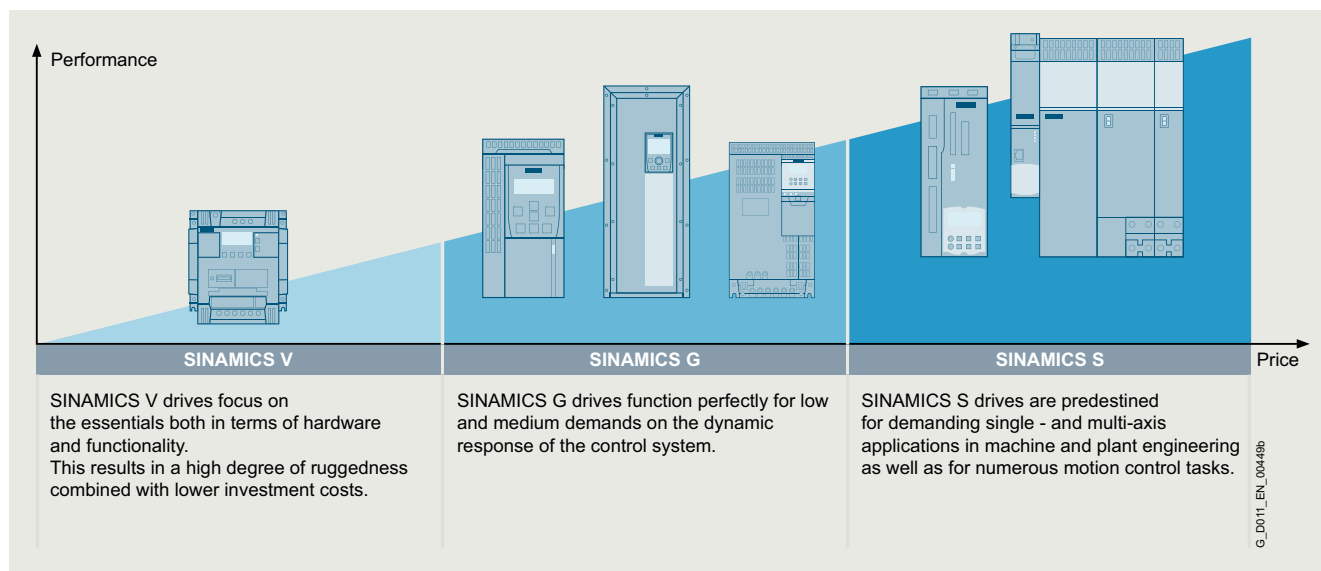 Performance
SINAMICS V
SINAMICS G
SINAMICS S
Price
SINAMICS V drives focus on
the essentials both in terms of hardware
and functionality.
This results in a high degree of ruggedness
combined with lower investment costs.
SINAMICS G drives function perfectly for low
and medium demands on the dynamic
response of the control system.
SINAMICS S drives are predestined
for demanding single - and multi-axis
applications in machine and plant engineering
as well as for numerous motion control tasks.
G_D011_EN_00449b